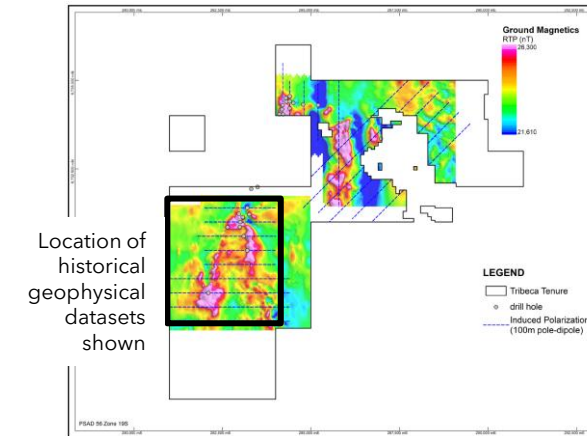 Ground Magnetics
RTP (nT)
26,300
21,610
Location of
historical
geophysical
datasets
shown
LEGEND
Tribeca Tenure
drill hole
Induced Polarization
(100m pole-dipole)
PSAD 56 Zone 19S